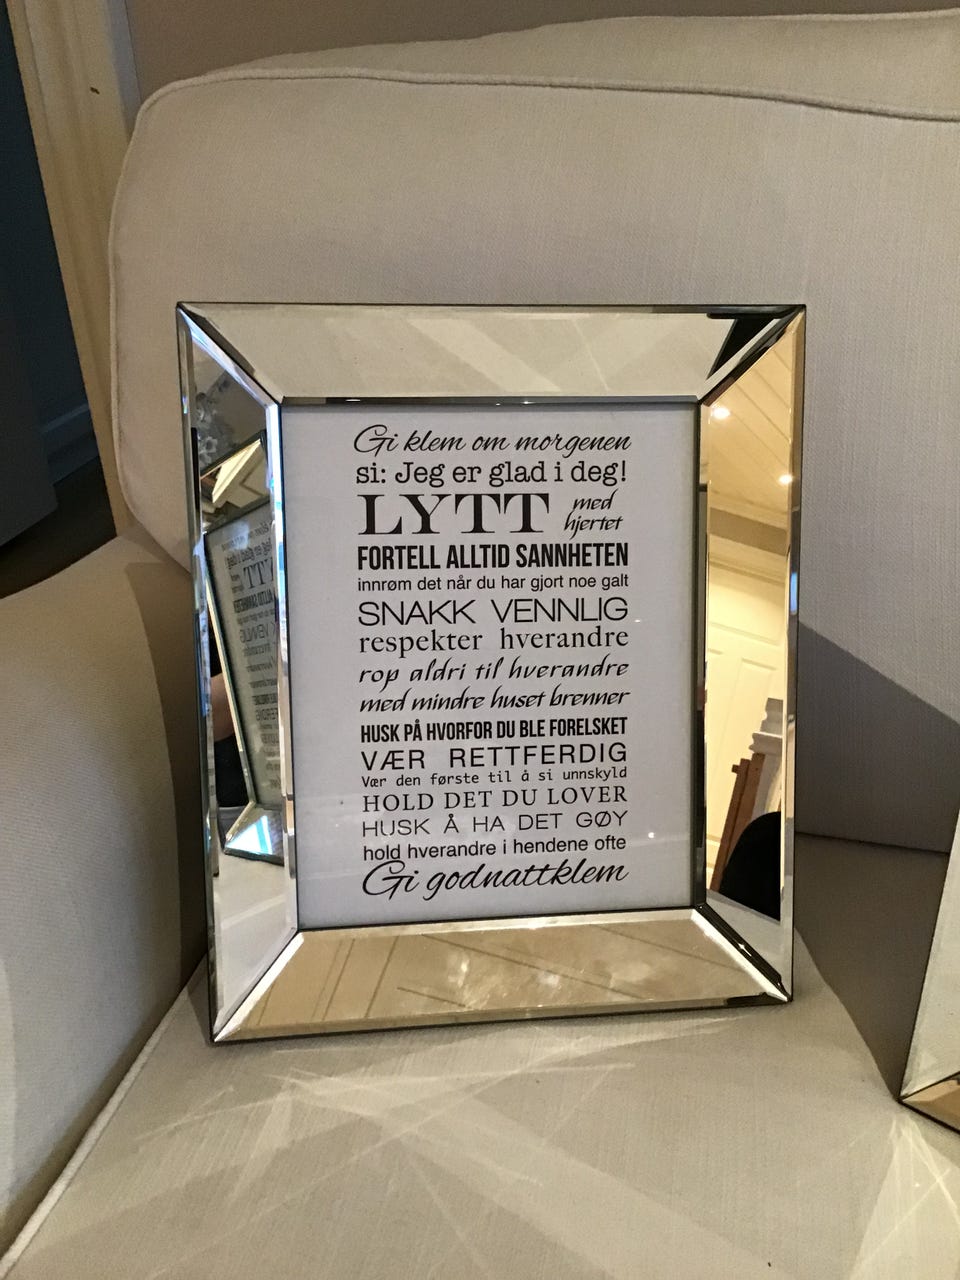 Gi klem om morgenen
si: Jeg er glad i deg!
LYTT med hjertet
FORTELL ALLTID SANNHETEN
innrøm det når du har gjort noe galt
SNAKK VENNLIG
respekter hverandre
rop aldri til hverandre
med mindre huset brenner
HUSK PÅ HVORFOR DU BLE FORELSKET
VÆR RETTFERDIG
Vær den første til å si unnskyld
HOLD DET DU LOVER
HUSK Å HA DET GØY
hold hverandre i hendene ofte
Gi godnattklem